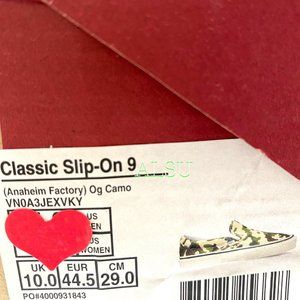 Classic Slip-On 9
ALSU
(Anaheim Factory) Og Camo
VN0A3JEXVKY
US
US
WOMEN
UK EUR CM
10.0 44.5 29.0
PO#4000931843